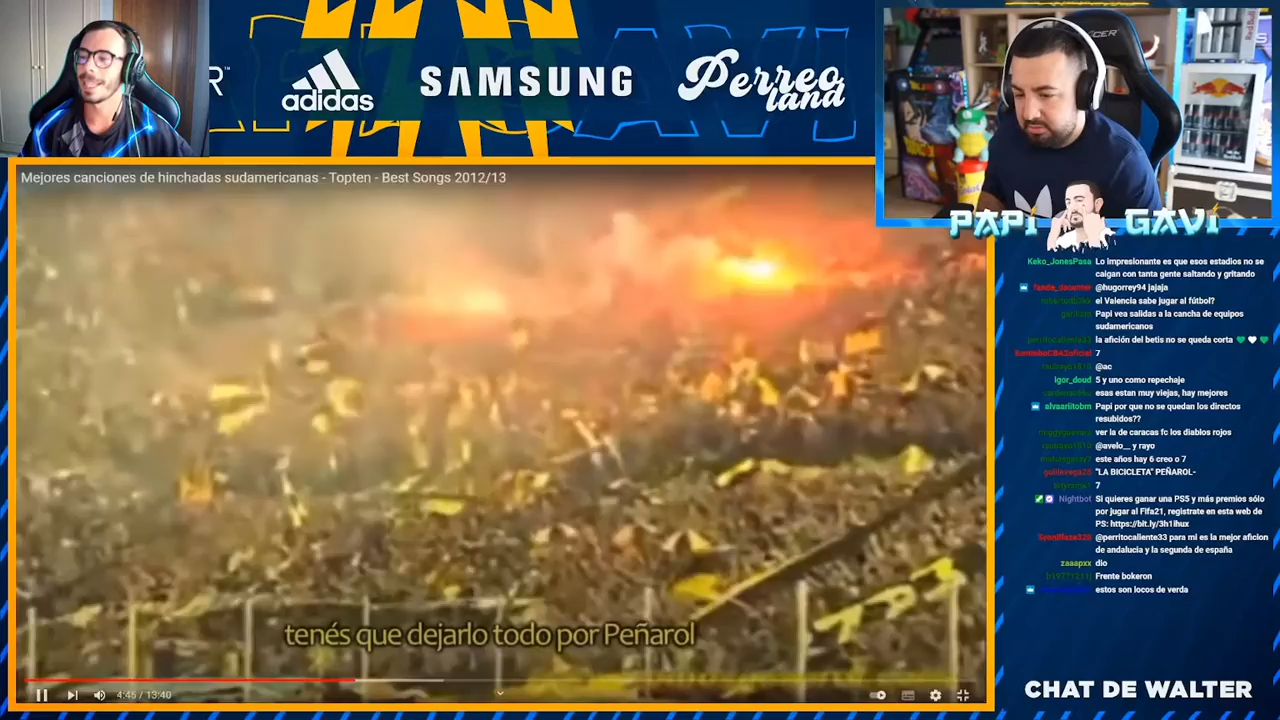 adidas
SAMSUNG
Perreo
land
Mejores canciones de hinchadas sudamericanas - Topten - Best Songs 2012/13
tenés que dejarlo todo por Peñarol
4:45 / 13:40
Red Bull
PAPI GAVI
Keko_JonesPasa Lo impresionante es que esos estadios no se
caigan con tanta gente saltando y gritando
@hugorrey94 jajaja
el Valencia sabe jugar al fútbol?
Papi vea salidas a la cancha de equipos
sudamericanos
la afición del betis no se queda corta
7
@ac
Igor_doud 5 y uno como repechaje
esas estan muy viejas, hay mejores
alvaariitobm Papi por que no se quedan los directos
resubidos??
ver la de caracas fc los diablos rojos
@avelo__ y rayo
este años hay 6 creo o 7
"LA BICICLETA" PEÑAROL-
7
Nightbot Si quieres ganar una PS5 y más premios sólo
por jugar al Fifa21, registrate en esta web de
PS: https://bit.ly/3h1ihux
@perritocaliente33 para mi es la mejor aficion
de andalucia y la segunda de españa
zaaapxx dio
Frente bokeron
estos son locos de verda
CHAT DE WALTER